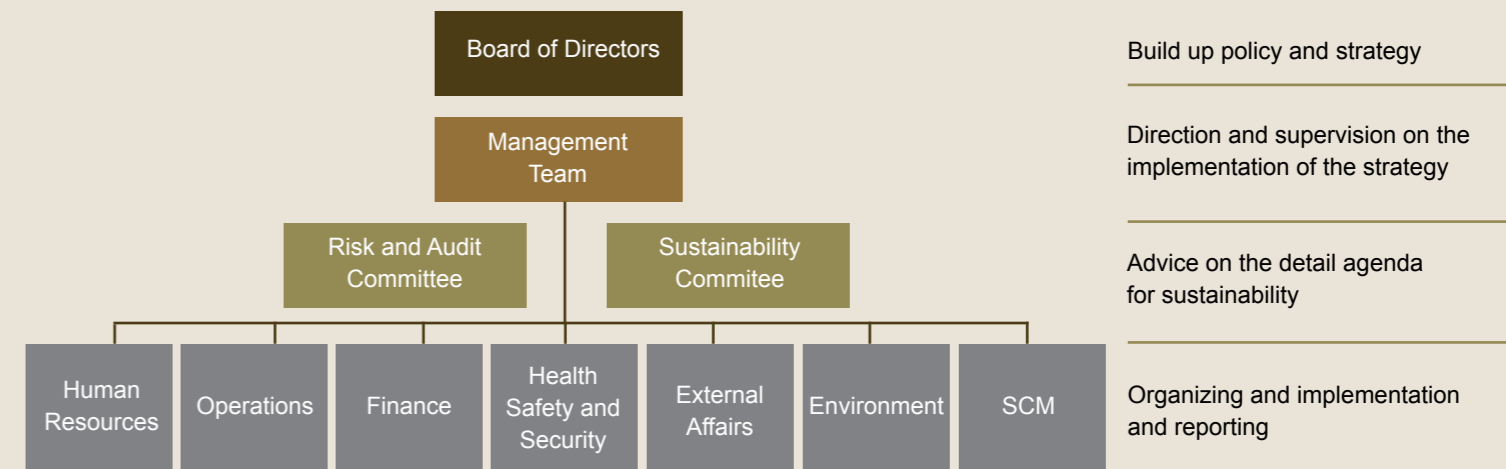 Board of Directors
Build up policy and strategy
Management
Team
Direction and supervision on the
implementation of the strategy
Risk and Audit
Committee
Sustainability
Commitee
Advice on the detail agenda
for sustainability
Human
Resources
Operations
Finance
Health
Safety and
Security
External
Affairs
Environment
SCM
Organizing and implementation
and reporting